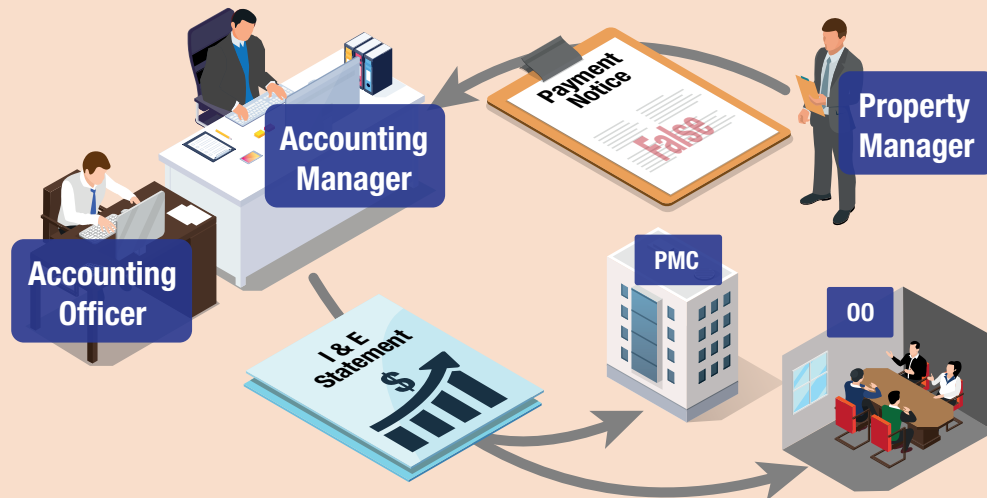 Payment
Notice
False
Property
Manager
Accounting
Manager
Accounting
Officer
PMC
OO
I & E
Statement
$